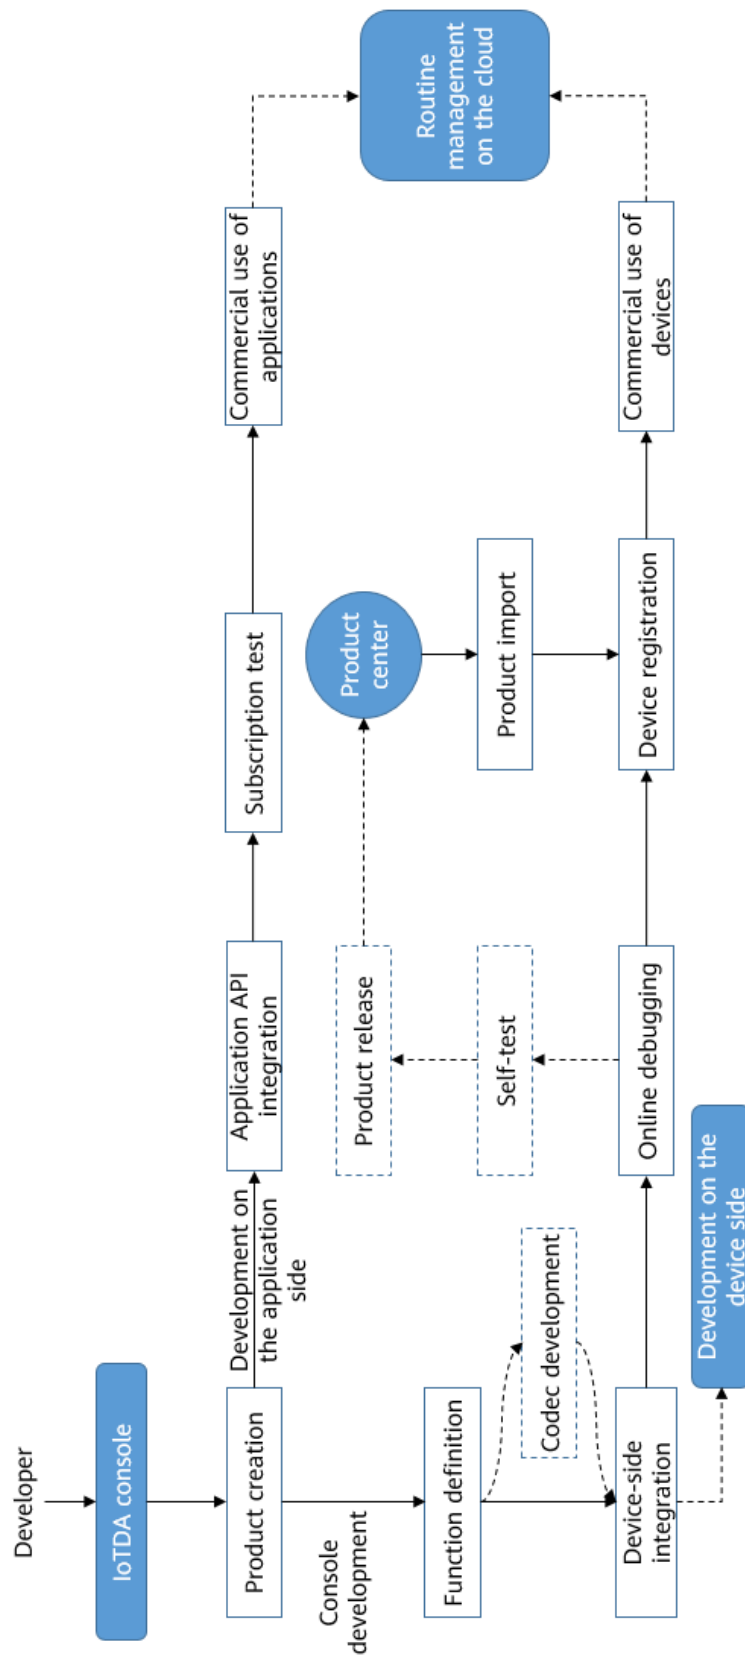 Developer
IoTDA console
Product creation
Development on
the application
side
Application API
integration
Subscription test
Commercial use of
applications
Routine
management
on the cloud
Console
development
Function definition
Codec development
Product release
Self-test
Product
center
Product import
Device-side
integration
Online debugging
Device registration
Commercial use of
devices
Development on the
device side